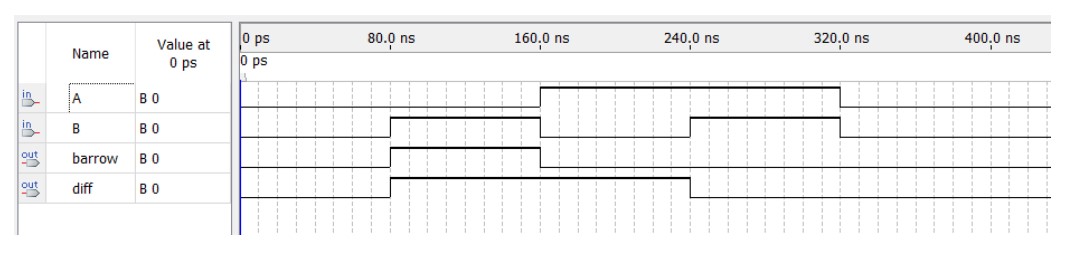 Name Value at 0 ps
0 ps 80.0 ns 160.0 ns 240.0 ns 320.0 ns 400.0 ns
0 ps
in A B 0
in B B 0
out barrow B 0
out diff B 0